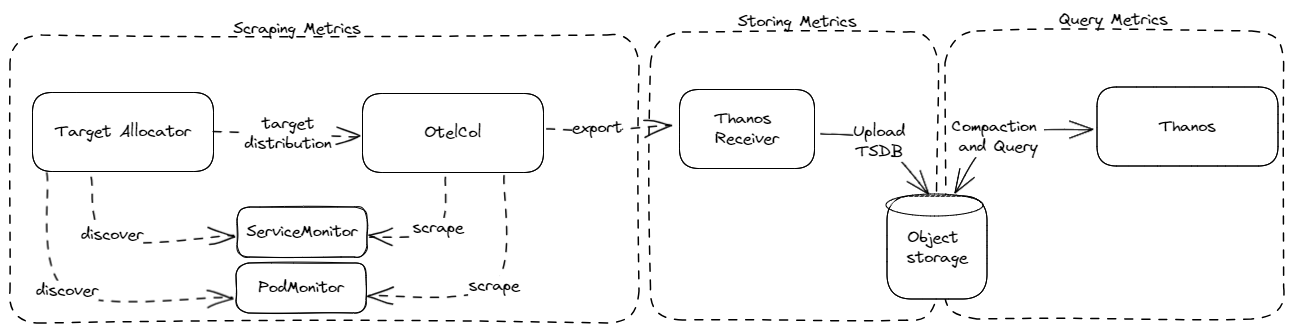 Scraping Metrics
Storing Metrics
Query Metrics
Target Allocator
target
distribution
OtelCol
export
Thanos
Receiver
Upload
TSDB
Compaction
and Query
Thanos
discover
ServiceMonitor
scrape
Object
storage
discover
PodMonitor
scrape